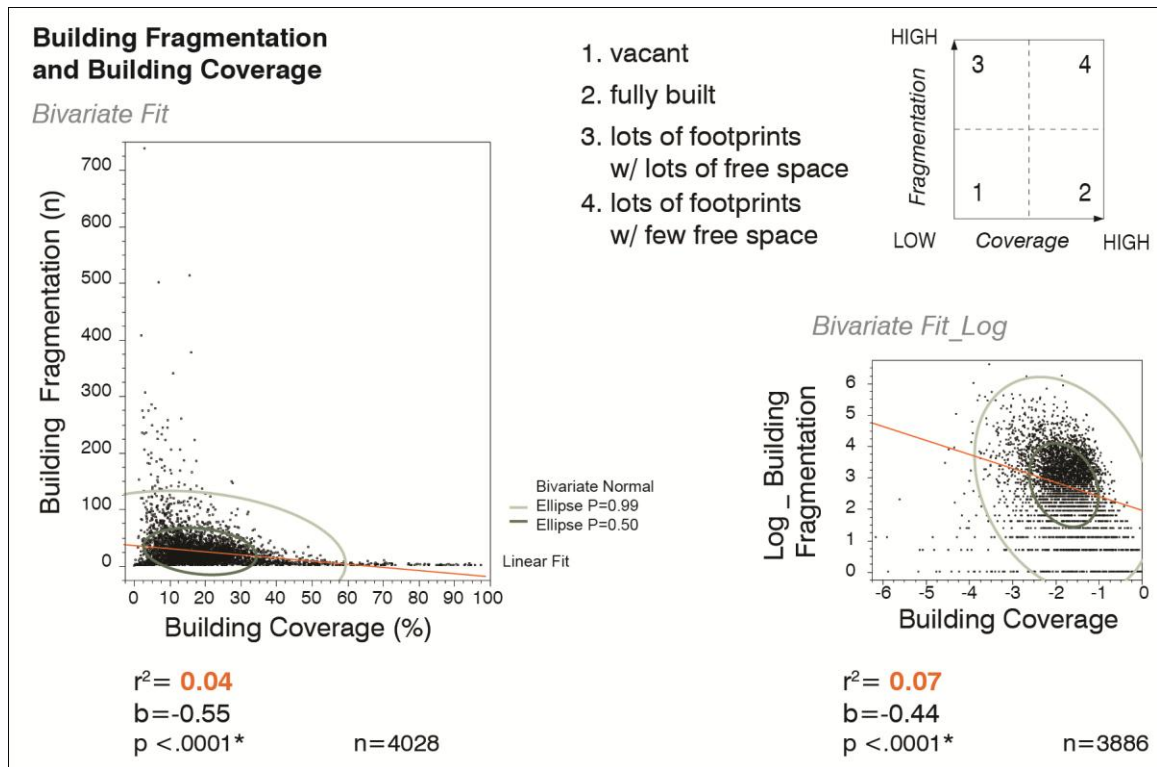 Building Fragmentation
and Building Coverage
Bivariate Fit
1. vacant
2. fully built
3. lots of footprints
w/ lots of free space
4. lots of footprints
w/ few free space
HIGH
3 4
Fragmentation
1 2
LOW Coverage HIGH
700
600
500
400
300
200
100
0
Building Fragmentation (n)
0 10 20 30 40 50 60 70 80 90 100
Building Coverage (%)
Bivariate Normal
Ellipse P=0.99
Ellipse P=0.50
Linear Fit
r²= 0.04
b=-0.55
p <.0001* n=4028
Bivariate Fit_Log
6
5
4
3
2
1
0
Log_Building
Fragmentation
-6 -5 -4 -3 -2 -1 0
Building Coverage
r²= 0.07
b=-0.44
p <.0001* n=3886